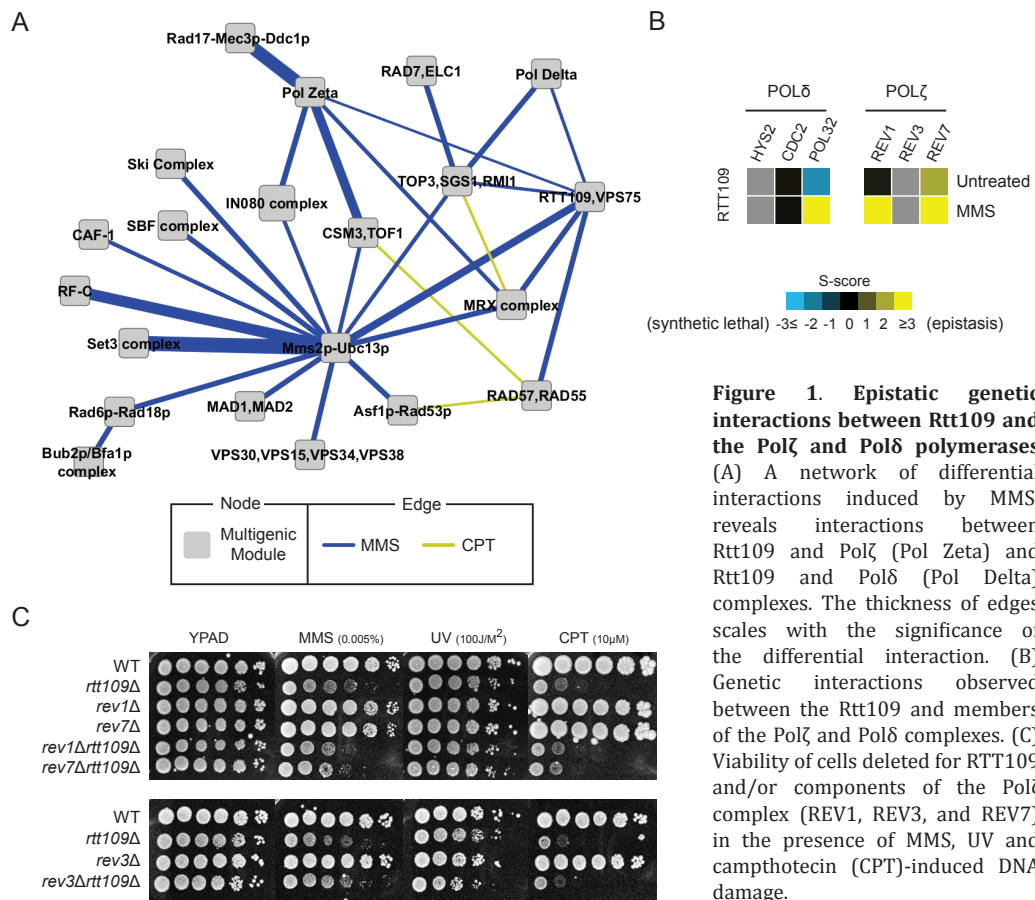 A
Rad17-Mec3p-Ddc1p
RAD7,ELC1
Pol Delta
Pol Zeta
Ski Complex
TOP3,SGS1,RMI1
RTT109,VPS75
IN080 complex
SBF complex
CSM3,TOF1
CAF-1
RF-C
MRX complex
Set3 complex
Mms2p-Ubc13p
RAD57,RAD55
Rad6p-Rad18p
MAD1,MAD2
Asf1p-Rad53p
Bub2p/Bfa1p
complex
VPS30,VPS15,VPS34,VPS38
Node
Edge
Multigenic
Module
MMS
CPT
B
POLδ
POLζ
HYS2
CDC2
POL32
REV1
REV3
REV7
RTT109
Untreated
MMS
S-score
(synthetic lethal) -3≤ -2 -1 0 1 2 ≥3 (epistasis)
Figure 1. Epistatic genetic
interactions between Rtt109 and
the Polζ and Polδ polymerases
(A) A network of differential
interactions induced by MMS
reveals interactions between
Rtt109 and Polζ (Pol Zeta) and
Rtt109 and Polδ (Pol Delta)
complexes. The thickness of edges
scales with the significance of
the differential interaction. (B)
Genetic interactions observed
between the Rtt109 and members
of the Polζ and Polδ complexes. (C)
Viability of cells deleted for RTT109
and/or components of the Polζ
complex (REV1, REV3, and REV7)
in the presence of MMS, UV and
campthotecin (CPT)-induced DNA
damage.
C
YPAD
MMS (0.005%)
UV (100J/M²)
CPT (10µM)
WT
rtt109Δ
rev1Δ
rev7Δ
rev1Δrtt109Δ
rev7Δrtt109Δ
WT
rtt109Δ
rev3Δ
rev3Δrtt109Δ